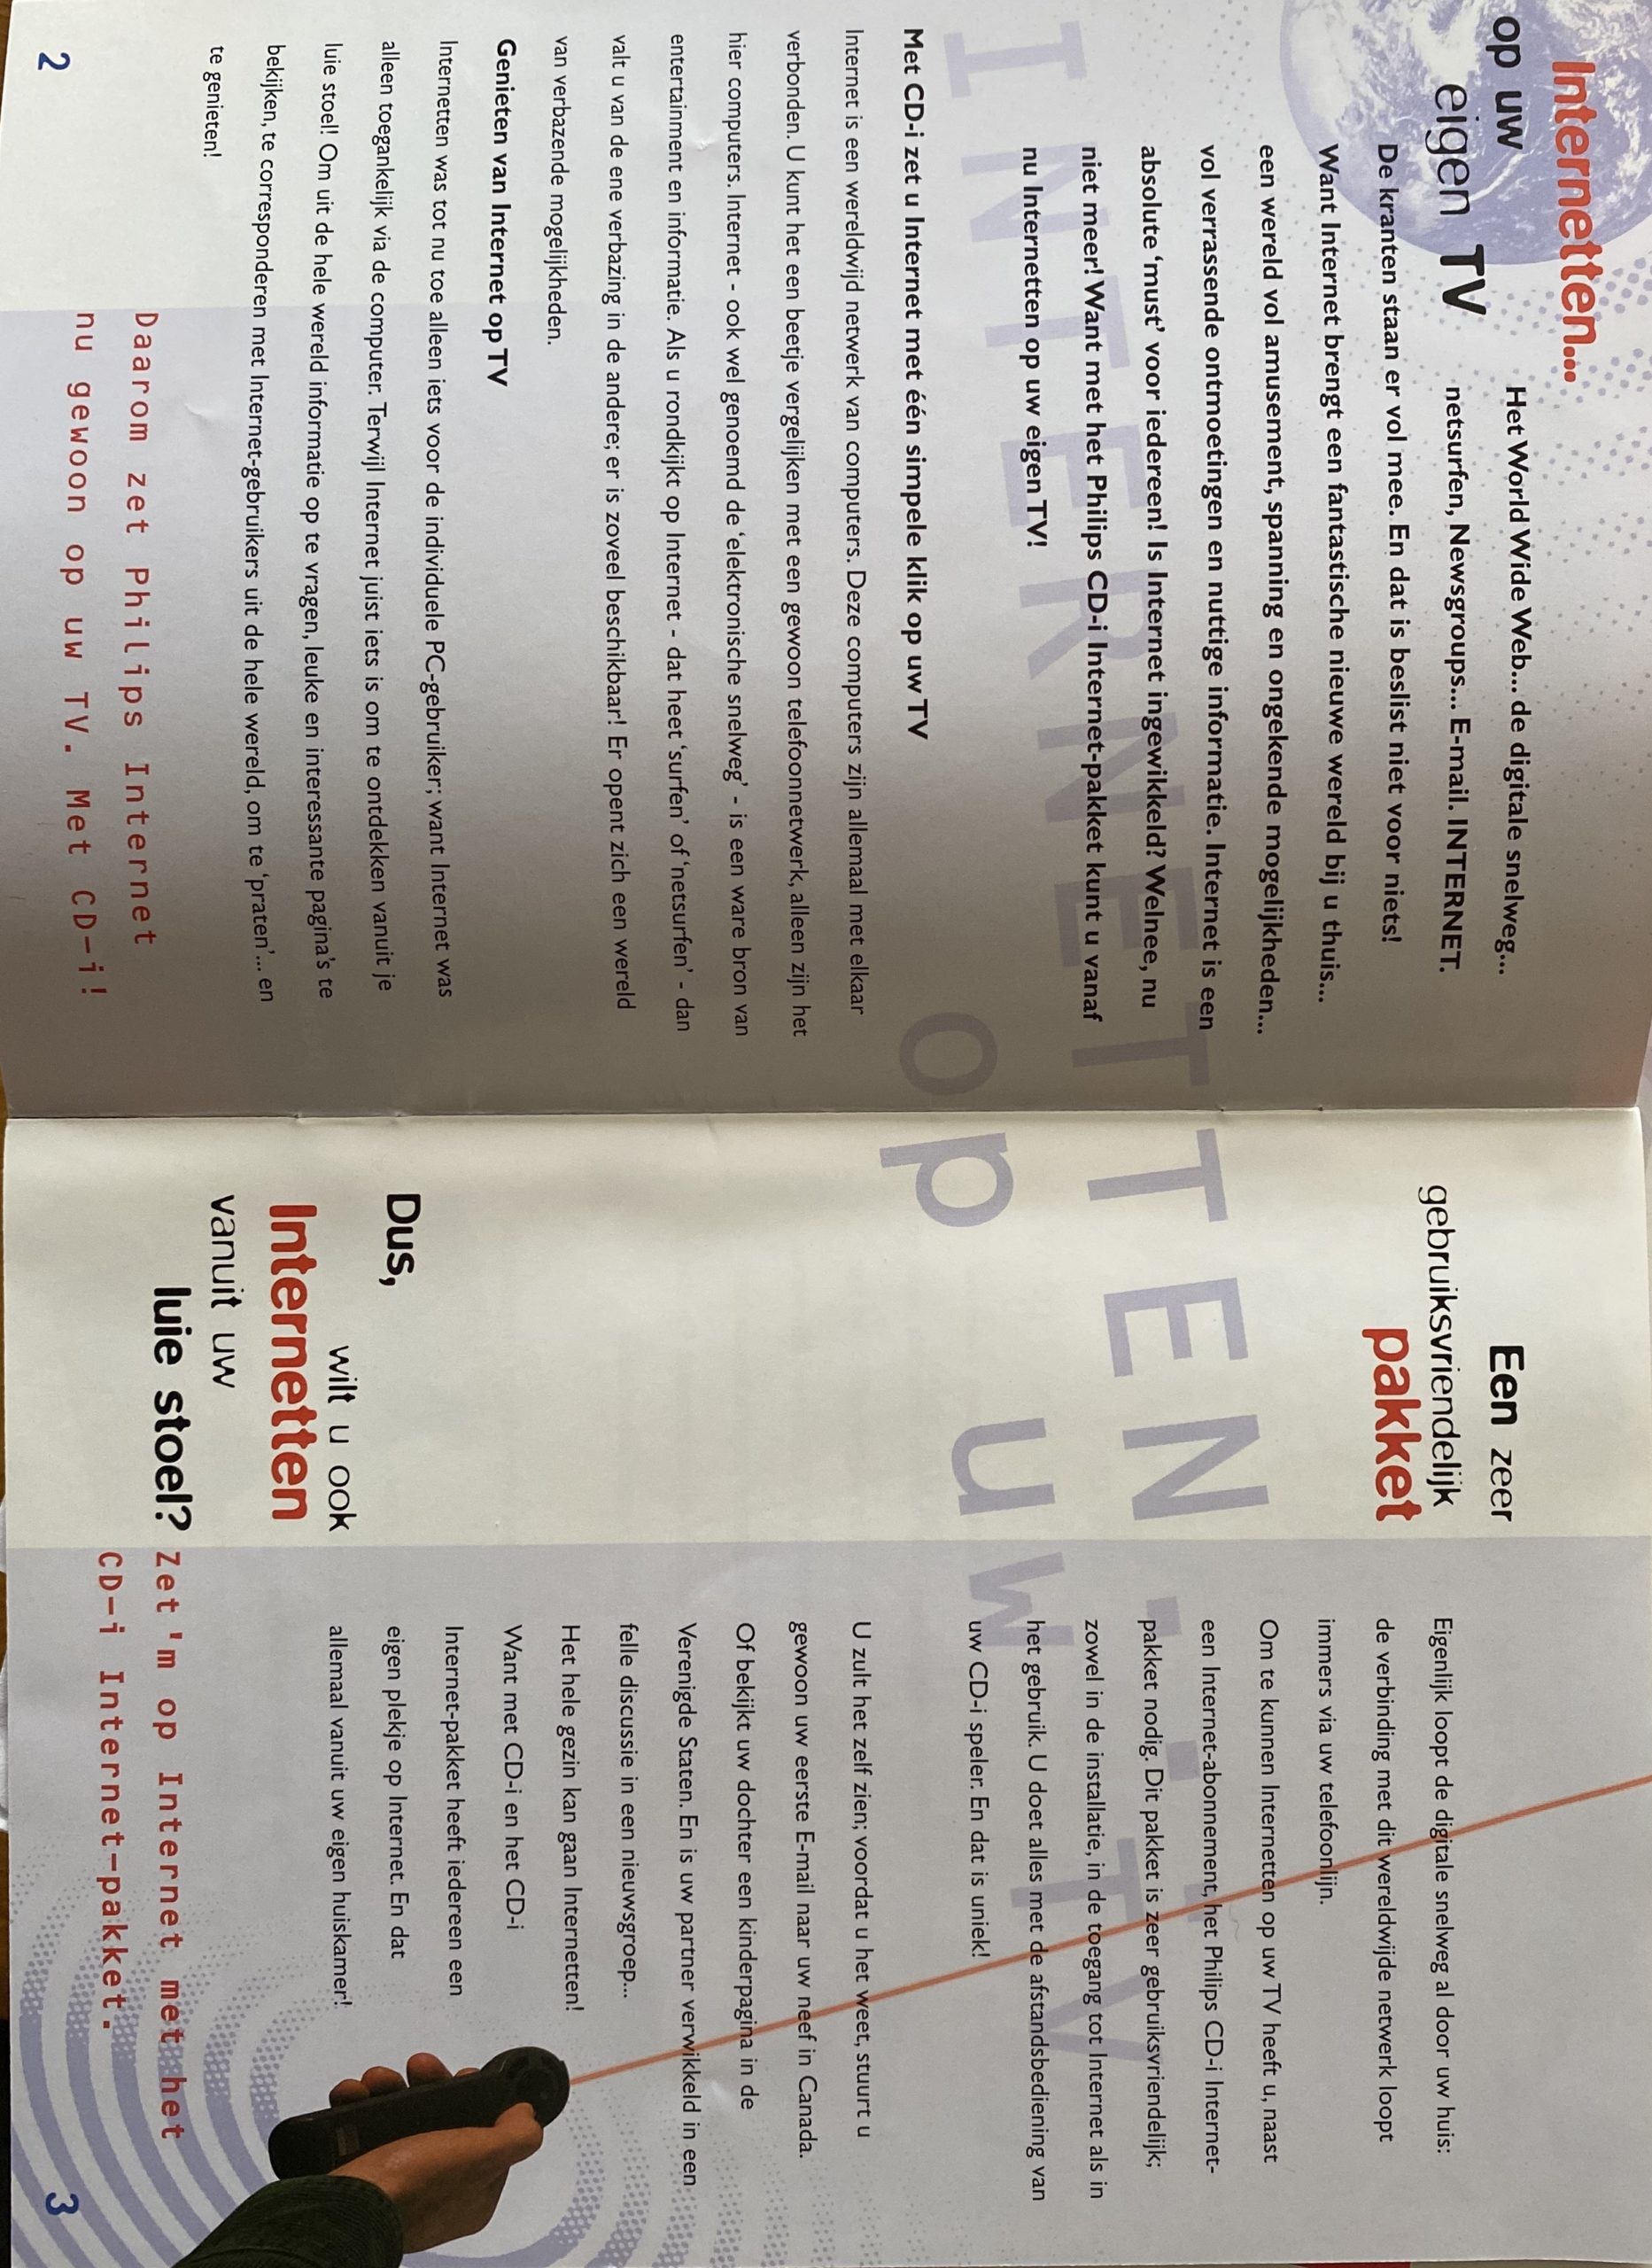 Internetten...
op uw
eigen TV
Het World Wide Web... de digitale snelweg...
netsurfen, Newsgroups... E-mail. INTERNET.
De kranten staan er vol mee. En dat is beslist niet voor niets!
Want Internet brengt een fantastische nieuwe wereld bij u thuis...
een wereld vol amusement, spanning en ongekende mogelijkheden...
vol verrassende ontmoetingen en nuttige informatie. Internet is een
absolute ‘must’ voor iedereen! Is Internet ingewikkeld? Welnee, nu
niet meer! Want met het Philips CD-i Internet-pakket kunt u vanaf
nu Internetten op uw eigen TV!
Met CD-i zet u Internet met één simpele klik op uw TV
Internet is een wereldwijd netwerk van computers. Deze computers zijn allemaal met elkaar
verbonden. U kunt het een beetje vergelijken met een gewoon telefoonnetwerk, alleen zijn het
hier computers. Internet - ook wel genoemd de ‘elektronische snelweg’ - is een ware bron van
entertainment en informatie. Als u rondkijkt op Internet - dat heet ‘surfen’ of ‘netsurfen’ - dan
valt u van de ene verbazing in de andere; er is zoveel beschikbaar! Er opent zich een wereld
van verbazende mogelijkheden.
Genieten van Internet op TV
Internetten was tot nu toe alleen iets voor de individuele PC-gebruiker; want Internet was
alleen toegankelijk via de computer. Terwijl Internet juist iets is om te ontdekken vanuit je
luie stoel! Om uit de hele wereld informatie op te vragen, leuke en interessante pagina's te
bekijken, te corresponderen met Internet-gebruikers uit de hele wereld, om te ‘praten’... en
te genieten!
Daarom zet Philips Internet
nu gewoon op uw TV. Met CD-i!
2
INTERNETTEN...
op uw TV
Een zeer
gebruiksvriendelijk
pakket
Eigenlijk loopt de digitale snelweg al door uw huis:
de verbinding met dit wereldwijde netwerk loopt
immers via uw telefoonlijn.
Om te kunnen Internetten op uw TV heeft u, naast
een Internet-abonnement, het Philips CD-i Internet-
pakket nodig. Dit pakket is zeer gebruiksvriendelijk;
zowel in de installatie, in de toegang tot Internet als in
het gebruik. U doet alles met de afstandsbediening van
uw CD-i speler. En dat is uniek!
U zult het zelf zien; voordat u het weet, stuurt u
gewoon uw eerste E-mail naar uw neef in Canada.
Of bekijkt uw dochter een kinderpagina in de
Verenigde Staten. En is uw partner verwikkeld in een
felle discussie in een nieuwsgroep...
Het hele gezin kan gaan Internetten!
Want met CD-i en het CD-i
Internet-pakket heeft iedereen een
eigen plekje op Internet. En dat
allemaal vanuit uw eigen huiskamer!
Dus,
wilt u ook
Internetten
vanuit uw
luie stoel?
Zet 'm op Internet met het
CD-i Internet-pakket.
3